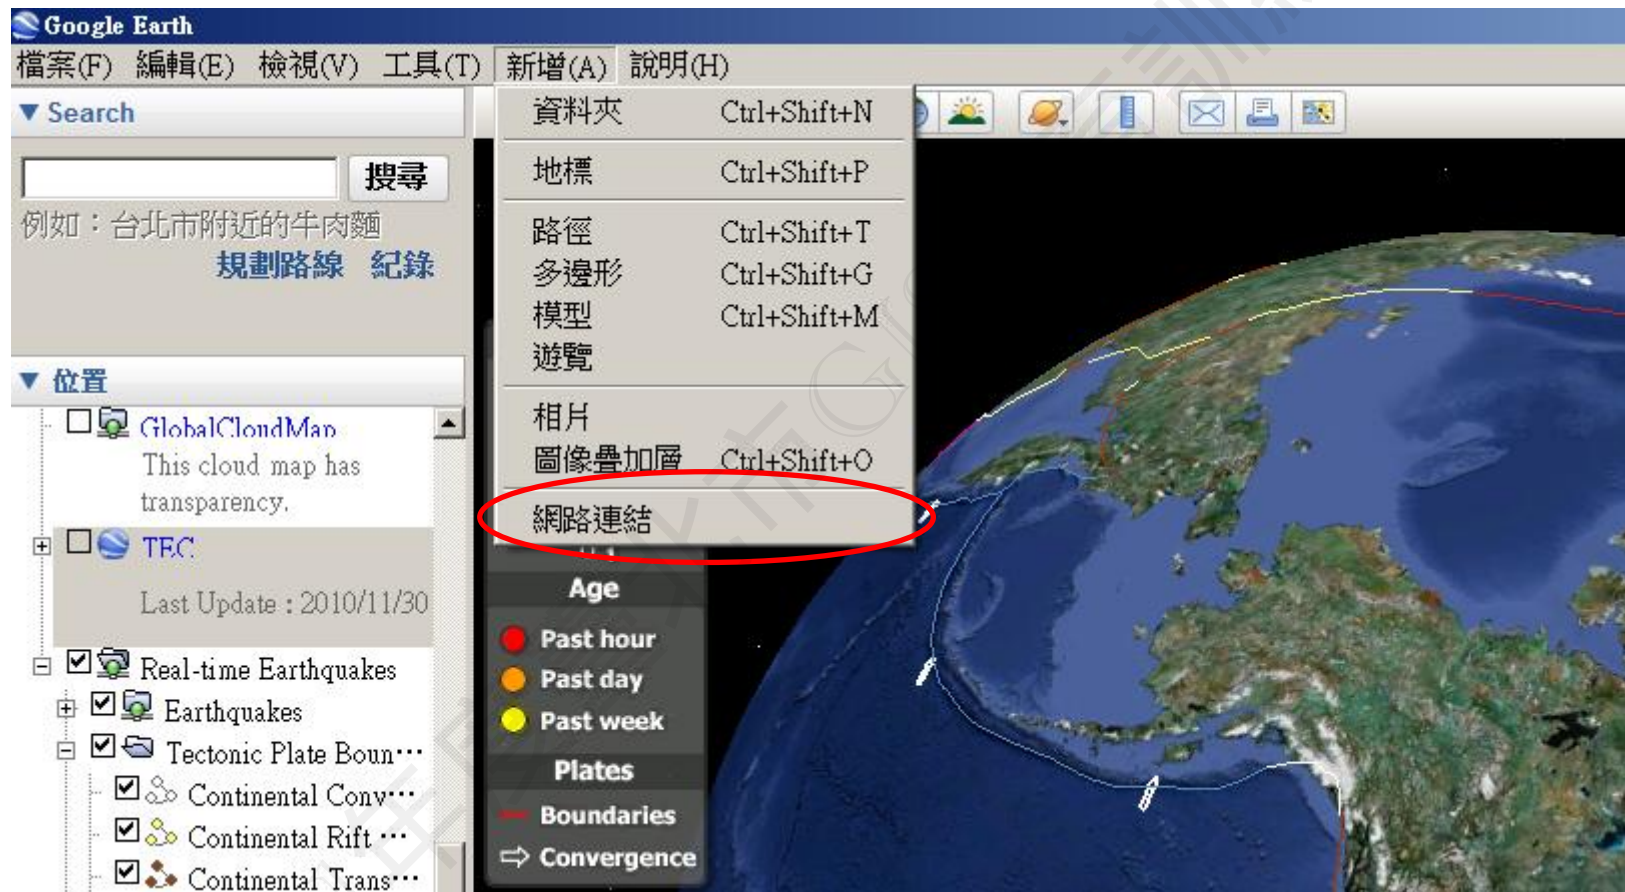 Google Earth
檔案(F) 編輯(E) 檢視(V) 工具(T) 新增(A) 說明(H)
Search
搜尋
例如：台北市附近的牛肉麵
規劃路線 紀錄
位置
GlobalCloudMap
This cloud map has
transparency.
TEC
Last Update : 2010/11/30
Real-time Earthquakes
Earthquakes
Tectonic Plate Boun…
Continental Conv…
Continental Rift …
Continental Trans…
資料夾 Ctrl+Shift+N
地標 Ctrl+Shift+P
路徑 Ctrl+Shift+T
多邊形 Ctrl+Shift+G
模型 Ctrl+Shift+M
遊覽
相片
圖像疊加層 Ctrl+Shift+O
網路連結
Age
Past hour
Past day
Past week
Plates
Boundaries
Convergence